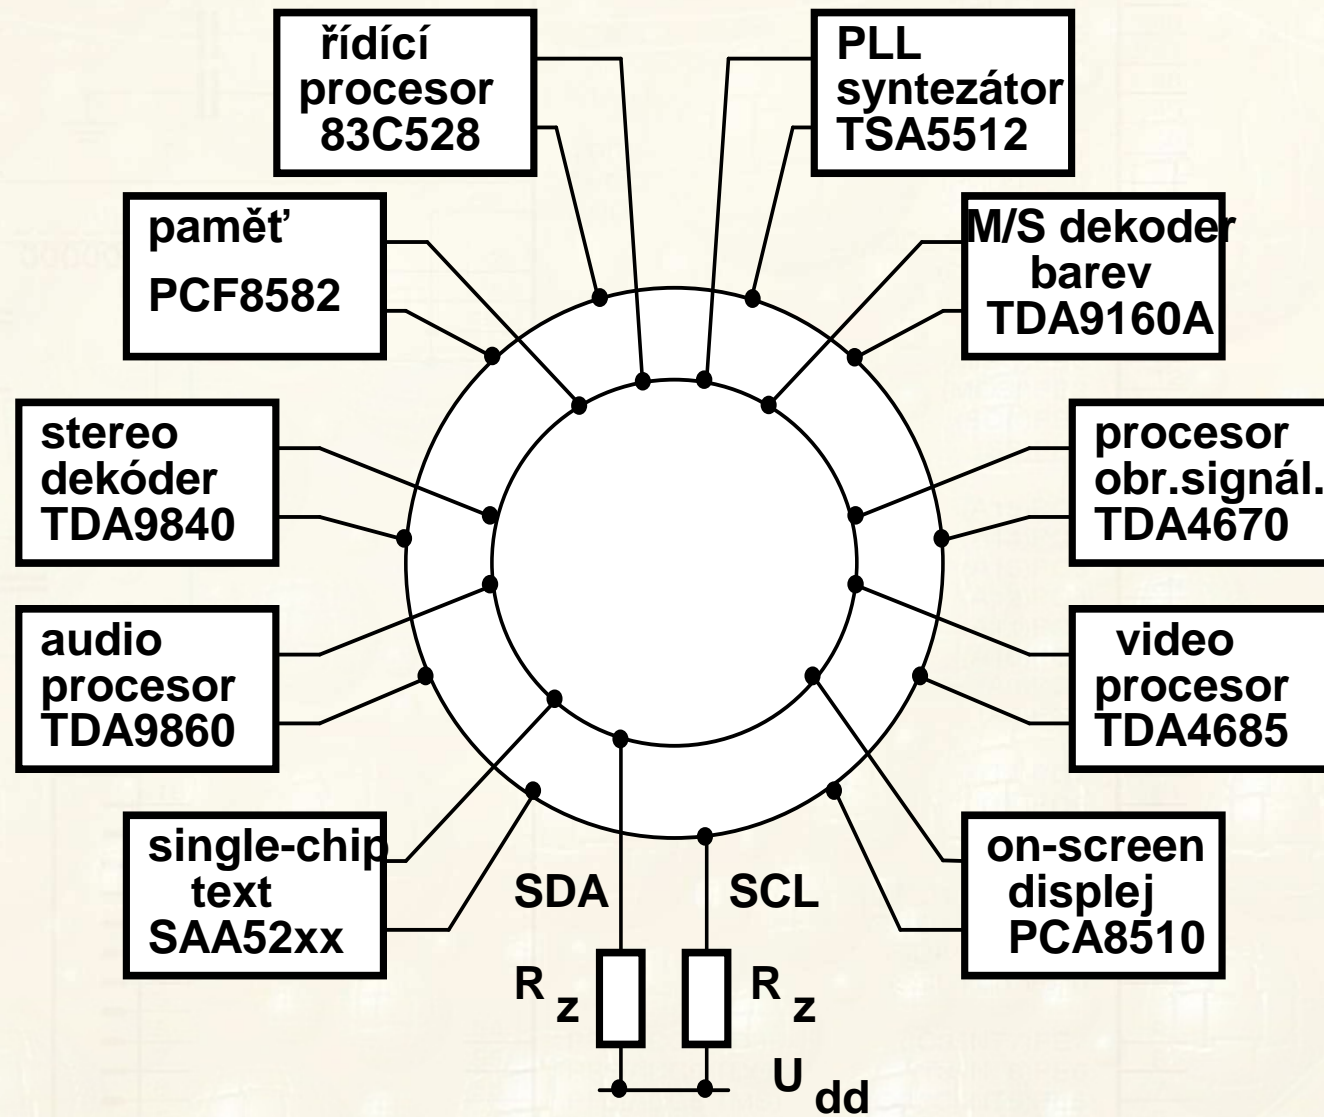 řídící
procesor
83C528
PLL
syntezátor
TSA5512
paměť
PCF8582
M/S dekoder
barev
TDA9160A
stereo
dekóder
TDA9840
procesor
obr.signál.
TDA4670
audio
procesor
TDA9860
video
procesor
TDA4685
single-chip
text
SAA52xx
on-screen
displej
PCA8510
SDA
SCL
R z
R z
U dd